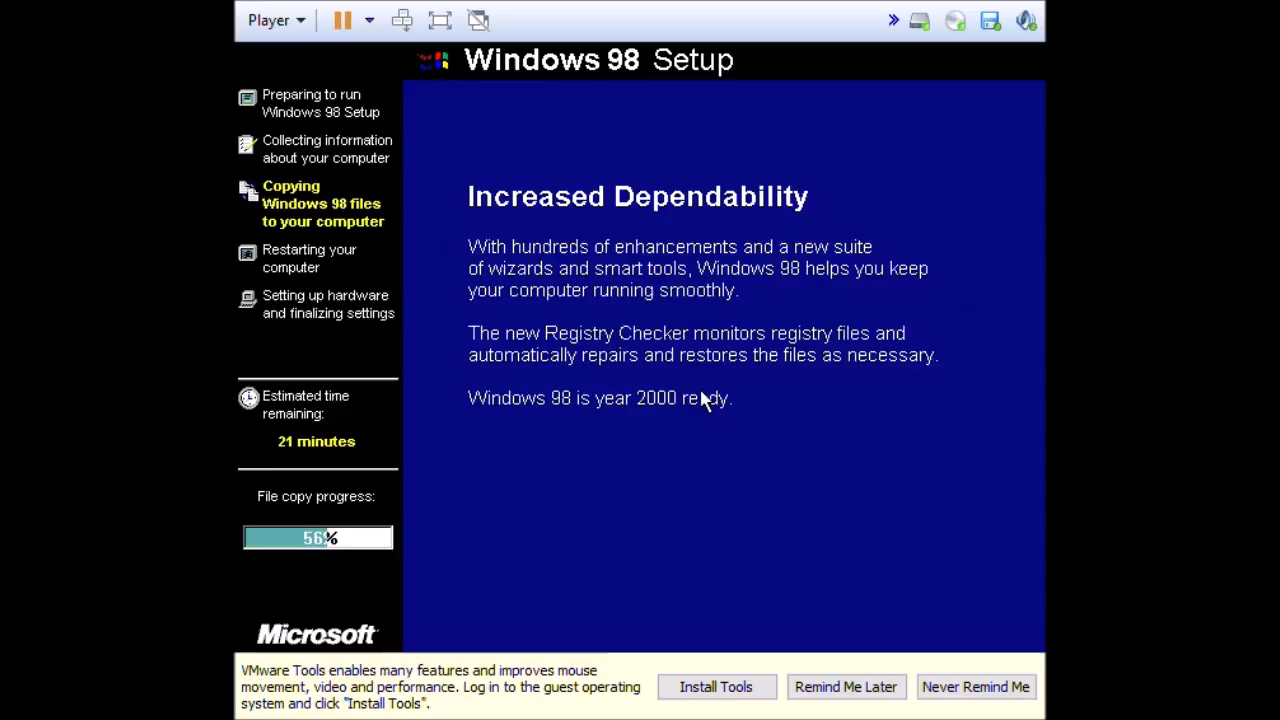 Player
Windows 98 Setup
Preparing to run
Windows 98 Setup
Collecting information
about your computer
Copying
Windows 98 files
to your computer
Restarting your
computer
Setting up hardware
and finalizing settings
Estimated time
remaining:
21 minutes
File copy progress:
56%
Microsoft
Increased Dependability
With hundreds of enhancements and a new suite
of wizards and smart tools, Windows 98 helps you keep
your computer running smoothly.
The new Registry Checker monitors registry files and
automatically repairs and restores the files as necessary.
Windows 98 is year 2000 ready.
VMware Tools enables many features and improves mouse
movement, video and performance. Log in to the guest operating
system and click "Install Tools".
Install Tools
Remind Me Later
Never Remind Me